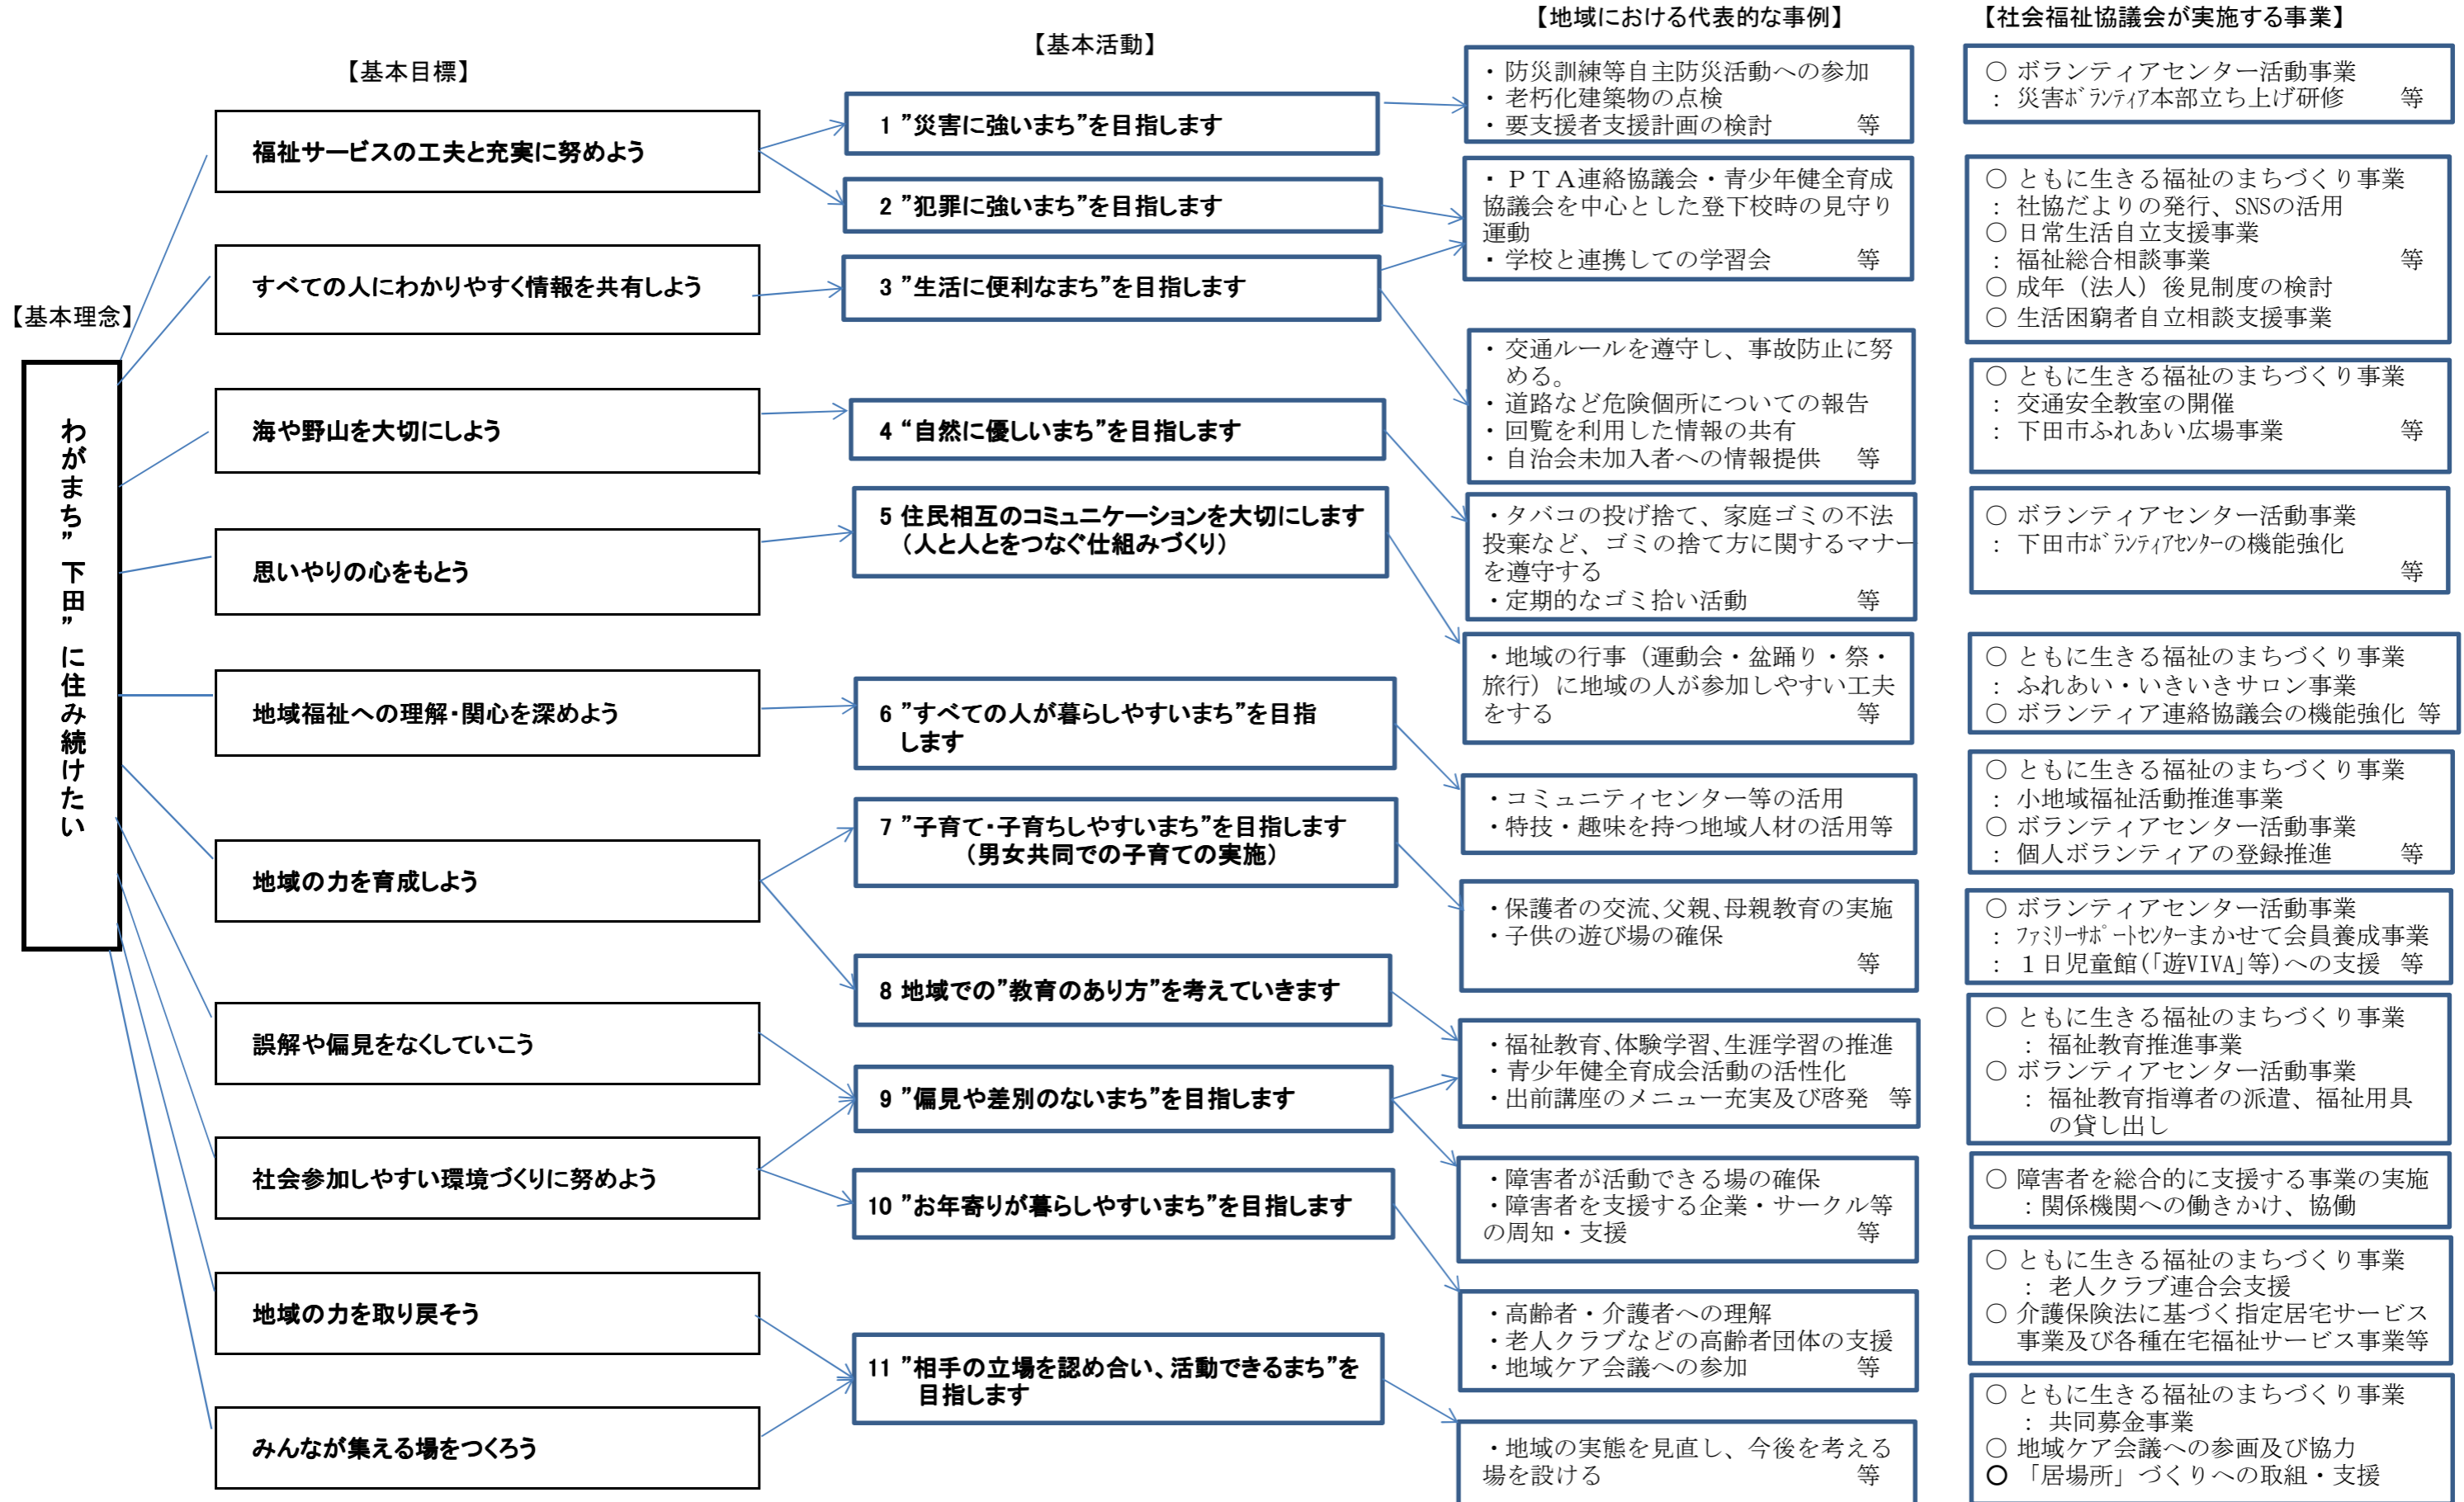 【基本理念】
わがまち”下田”に住み続けたい
【基本目標】
福祉サービスの工夫と充実に努めよう
すべての人にわかりやすく情報を共有しよう
海や野山を大切にしよう
思いやりの心をもとう
地域福祉への理解・関心を深めよう
地域の力を育成しよう
誤解や偏見をなくしていこう
社会参加しやすい環境づくりに努めよう
地域の力を取り戻そう
みんなが集える場をつくろう
【基本活動】
1 ”災害に強いまち”を目指します
2 ”犯罪に強いまち”を目指します
3 ”生活に便利なまち”を目指します
4 “自然に優しいまち”を目指します
5 住民相互のコミュニケーションを大切にします
（人と人とをつなぐ仕組みづくり）
6 ”すべての人が暮らしやすいまち”を目指
します
7 ”子育て・子育ちしやすいまち”を目指します
（男女共同での子育ての実施）
8 地域での”教育のあり方”を考えていきます
9 ”偏見や差別のないまち”を目指します
10 ”お年寄りが暮らしやすいまち”を目指します
11 ”相手の立場を認め合い、活動できるまち”を
目指します
【地域における代表的な事例】
・防災訓練等自主防災活動への参加
・老朽化建築物の点検
・要支援者支援計画の検討 等
・ＰＴＡ連絡協議会・青少年健全育成
協議会を中心とした登下校時の見守り
運動
・学校と連携しての学習会 等
・交通ルールを遵守し、事故防止に努
める。
・道路など危険個所についての報告
・回覧を利用した情報の共有
・自治会未加入者への情報提供 等
・タバコの投げ捨て、家庭ゴミの不法
投棄など、ゴミの捨て方に関するマナー
を遵守する
・定期的なゴミ拾い活動 等
・地域の行事（運動会・盆踊り・祭・
旅行）に地域の人が参加しやすい工夫
をする 等
・コミュニティセンター等の活用
・特技・趣味を持つ地域人材の活用等
・保護者の交流、父親、母親教育の実施
・子供の遊び場の確保
等
・福祉教育、体験学習、生涯学習の推進
・青少年健全育成会活動の活性化
・出前講座のメニュー充実及び啓発 等
・障害者が活動できる場の確保
・障害者を支援する企業・サークル等
の周知・支援 等
・高齢者・介護者への理解
・老人クラブなどの高齢者団体の支援
・地域ケア会議への参加 等
・地域の実態を見直し、今後を考える
場を設ける 等
【社会福祉協議会が実施する事業】
○ ボランティアセンター活動事業
： 災害ﾎﾞﾗﾝﾃｨｱ本部立ち上げ研修 等
○ ともに生きる福祉のまちづくり事業
： 社協だよりの発行、SNSの活用
○ 日常生活自立支援事業
： 福祉総合相談事業 等
○ 成年（法人）後見制度の検討
○ 生活困窮者自立相談支援事業
○ ともに生きる福祉のまちづくり事業
： 交通安全教室の開催
： 下田市ふれあい広場事業 等
○ ボランティアセンター活動事業
： 下田市ﾎﾞﾗﾝﾃｨｱｾﾝﾀｰの機能強化
等
○ ともに生きる福祉のまちづくり事業
： ふれあい・いきいきサロン事業
○ ボランティア連絡協議会の機能強化 等
○ ともに生きる福祉のまちづくり事業
： 小地域福祉活動推進事業
○ ボランティアセンター活動事業
： 個人ボランティアの登録推進 等
○ ボランティアセンター活動事業
： ﾌｧﾐﾘｰｻﾎﾟｰﾄｾﾝﾀｰまかせて会員養成事業
： １日児童館(｢遊VIVA｣等)への支援 等
○ ともに生きる福祉のまちづくり事業
： 福祉教育推進事業
○ ボランティアセンター活動事業
： 福祉教育指導者の派遣、福祉用具
の貸し出し
○ 障害者を総合的に支援する事業の実施
：関係機関への働きかけ、協働
○ ともに生きる福祉のまちづくり事業
： 老人クラブ連合会支援
○ 介護保険法に基づく指定居宅サービス
事業及び各種在宅福祉サービス事業等
○ ともに生きる福祉のまちづくり事業
： 共同募金事業
○ 地域ケア会議への参画及び協力
○ 「居場所」づくりへの取組・支援